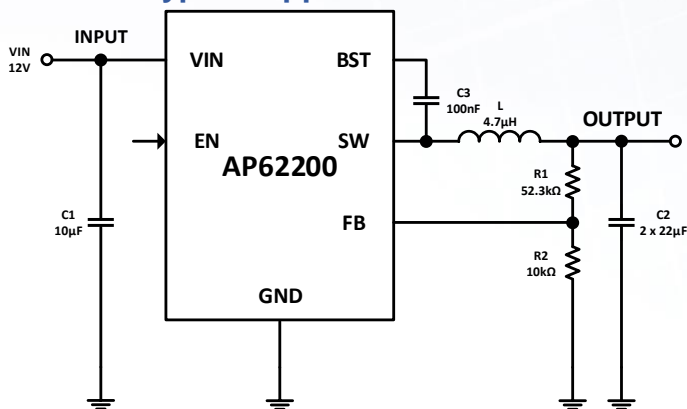 INPUT
VIN
12V
VIN
BST
C3
100nF
L
4.7µH
OUTPUT
EN
SW
AP62200
R1
52.3kΩ
C1
10µF
FB
C2
2 x 22µF
R2
10kΩ
GND